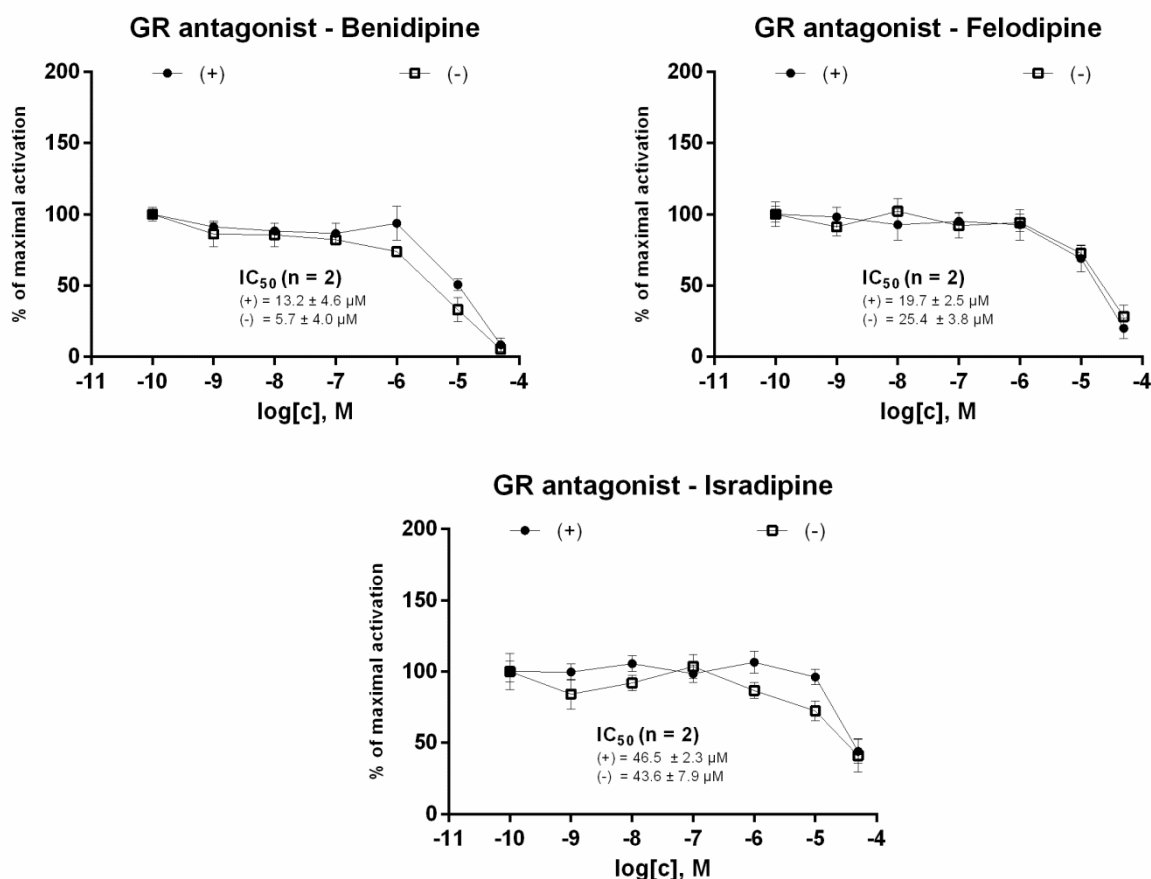 GR antagonist - Benidipine
(+) (-)
% of maximal activation
200
150
100
50
0
IC50 (n = 2)
(+) = 13.2 ± 4.6 µM
(-) = 5.7 ± 4.0 µM
-11 -10 -9 -8 -7 -6 -5 -4
log[c], M
GR antagonist - Felodipine
(+) (-)
% of maximal activation
200
150
100
50
0
IC50 (n = 2)
(+) = 19.7 ± 2.5 µM
(-) = 25.4 ± 3.8 µM
-11 -10 -9 -8 -7 -6 -5 -4
log[c], M
GR antagonist - Isradipine
(+) (-)
% of maximal activation
200
150
100
50
0
IC50 (n = 2)
(+) = 46.5 ± 2.3 µM
(-) = 43.6 ± 7.9 µM
-11 -10 -9 -8 -7 -6 -5 -4
log[c], M